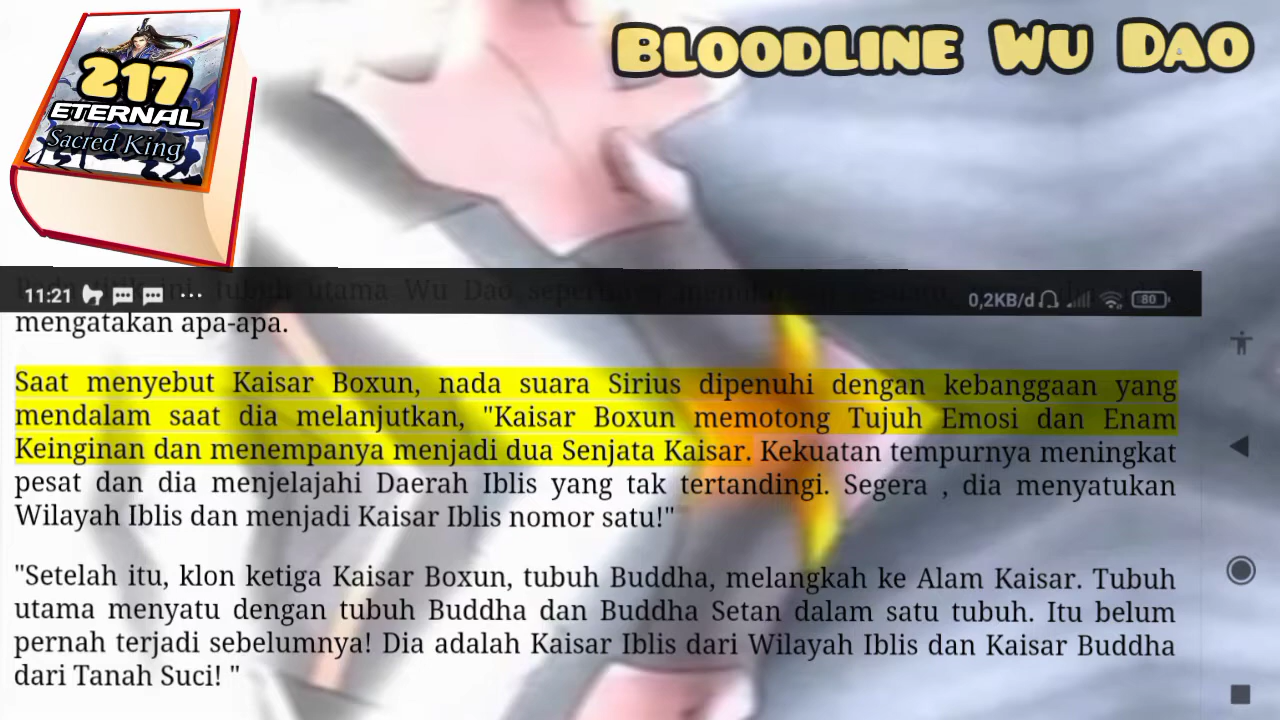 BLOODLINE WU DAO
217
ETERNAL
Sacred King
tubuh utama Wu Dao
11:21 ... 0,2KB/d 80
mengatakan apa-apa.
Saat menyebut Kaisar Boxun, nada suara Sirius dipenuhi dengan kebanggaan yang
mendalam saat dia melanjutkan, "Kaisar Boxun memotong Tujuh Emosi dan Enam
Keinginan dan menempanya menjadi dua Senjata Kaisar. Kekuatan tempurnya meningkat
pesat dan dia menjelajahi Daerah Iblis yang tak tertandingi. Segera , dia menyatukan
Wilayah Iblis dan menjadi Kaisar Iblis nomor satu!"
"Setelah itu, klon ketiga Kaisar Boxun, tubuh Buddha, melangkah ke Alam Kaisar. Tubuh
utama menyatu dengan tubuh Buddha dan Buddha Setan dalam satu tubuh. Itu belum
pernah terjadi sebelumnya! Dia adalah Kaisar Iblis dari Wilayah Iblis dan Kaisar Buddha
dari Tanah Suci! "